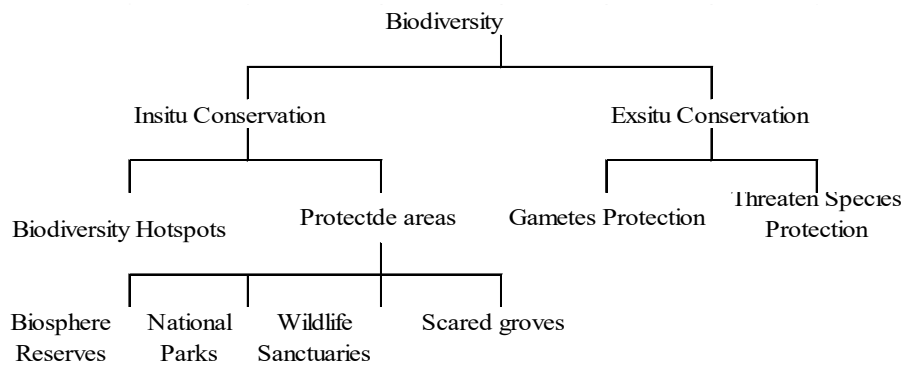 Biodiversity
Insitu Conservation
Exsitu Conservation
Biodiversity Hotspots
Protectde areas
Gametes Protection
Threaten Species
Protection
Biosphere
Reserves
National
Parks
Wildlife
Sanctuaries
Scared groves